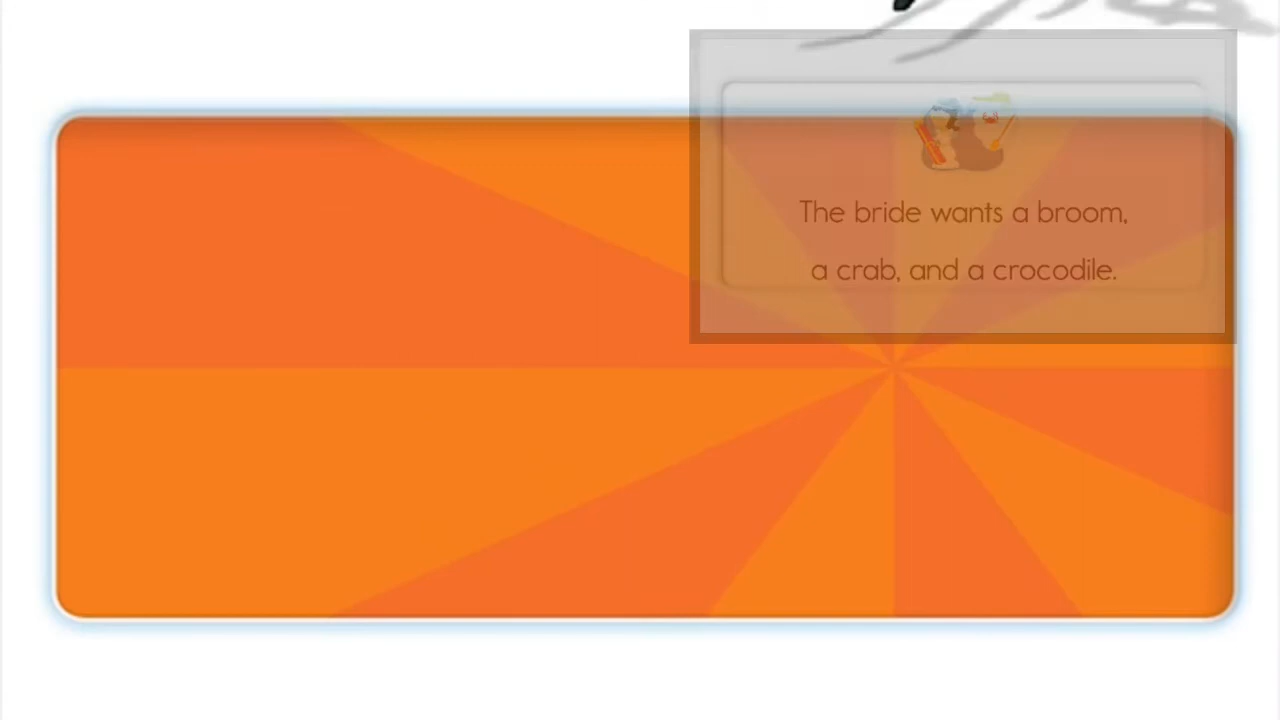 The bride wants a broom,
a crab, and a crocodile.